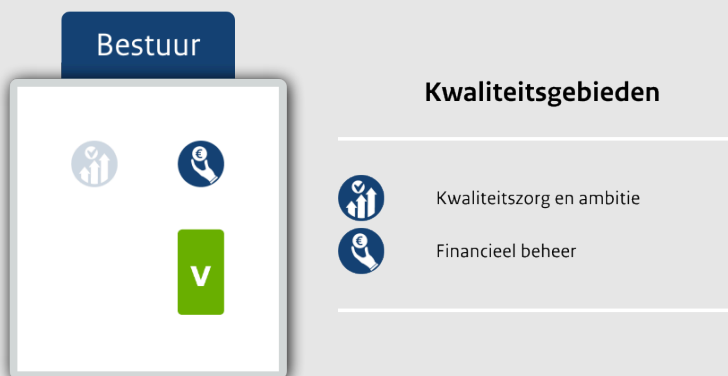 Bestuur
V
Kwaliteitsgebieden
Kwaliteitszorg en ambitie
Financieel beheer